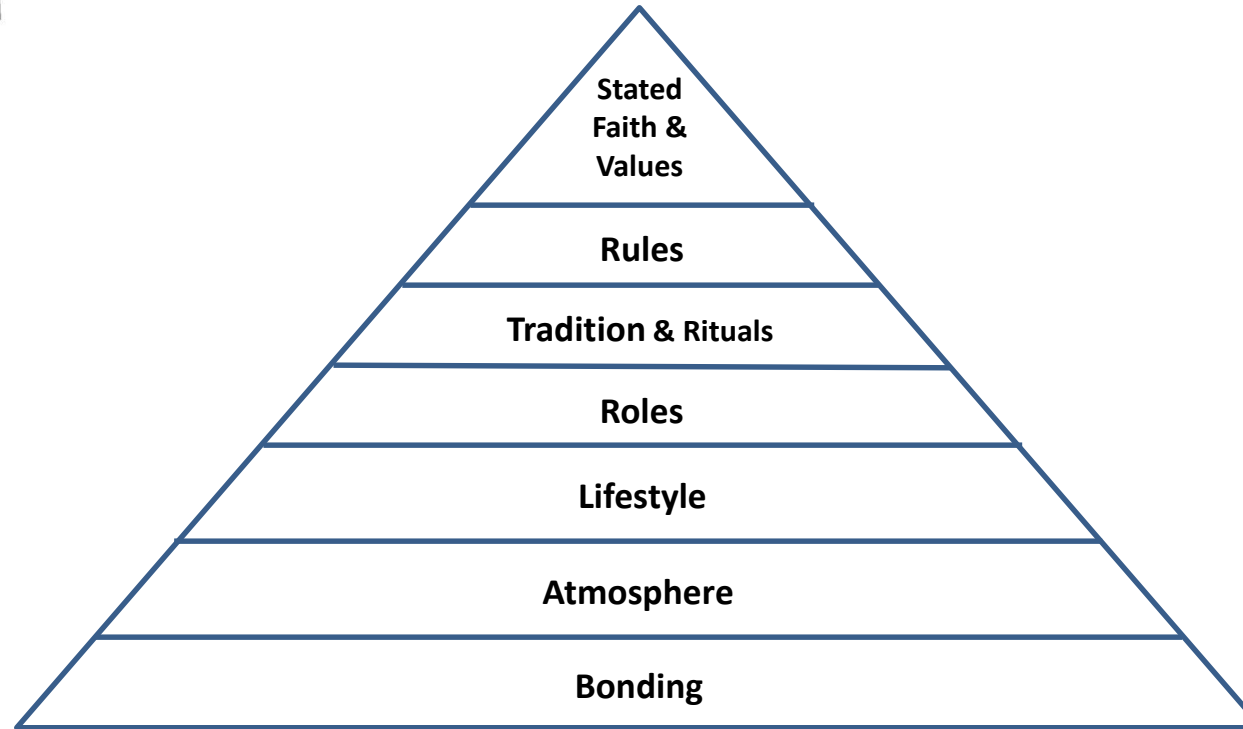 Stated
Faith &
Values
Rules
Tradition & Rituals
Roles
Lifestyle
Atmosphere
Bonding